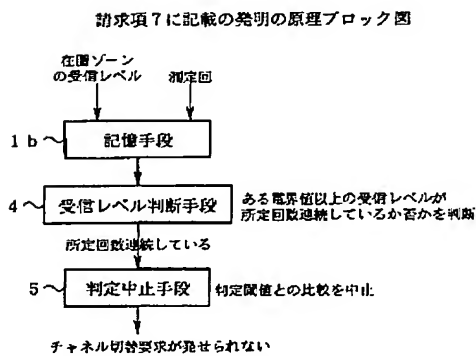 請求項7に記載の発明の原理ブロック図
在圏ゾーン
の受信レベル
測定回
1b
記憶手段
4
受信レベル判断手段
ある電界値以上の受信レベルが
所定回数連続しているか否かを判断
所定回数連続している
5
判定中止手段
判定閾値との比較を中止
チャネル切替要求が発せられない